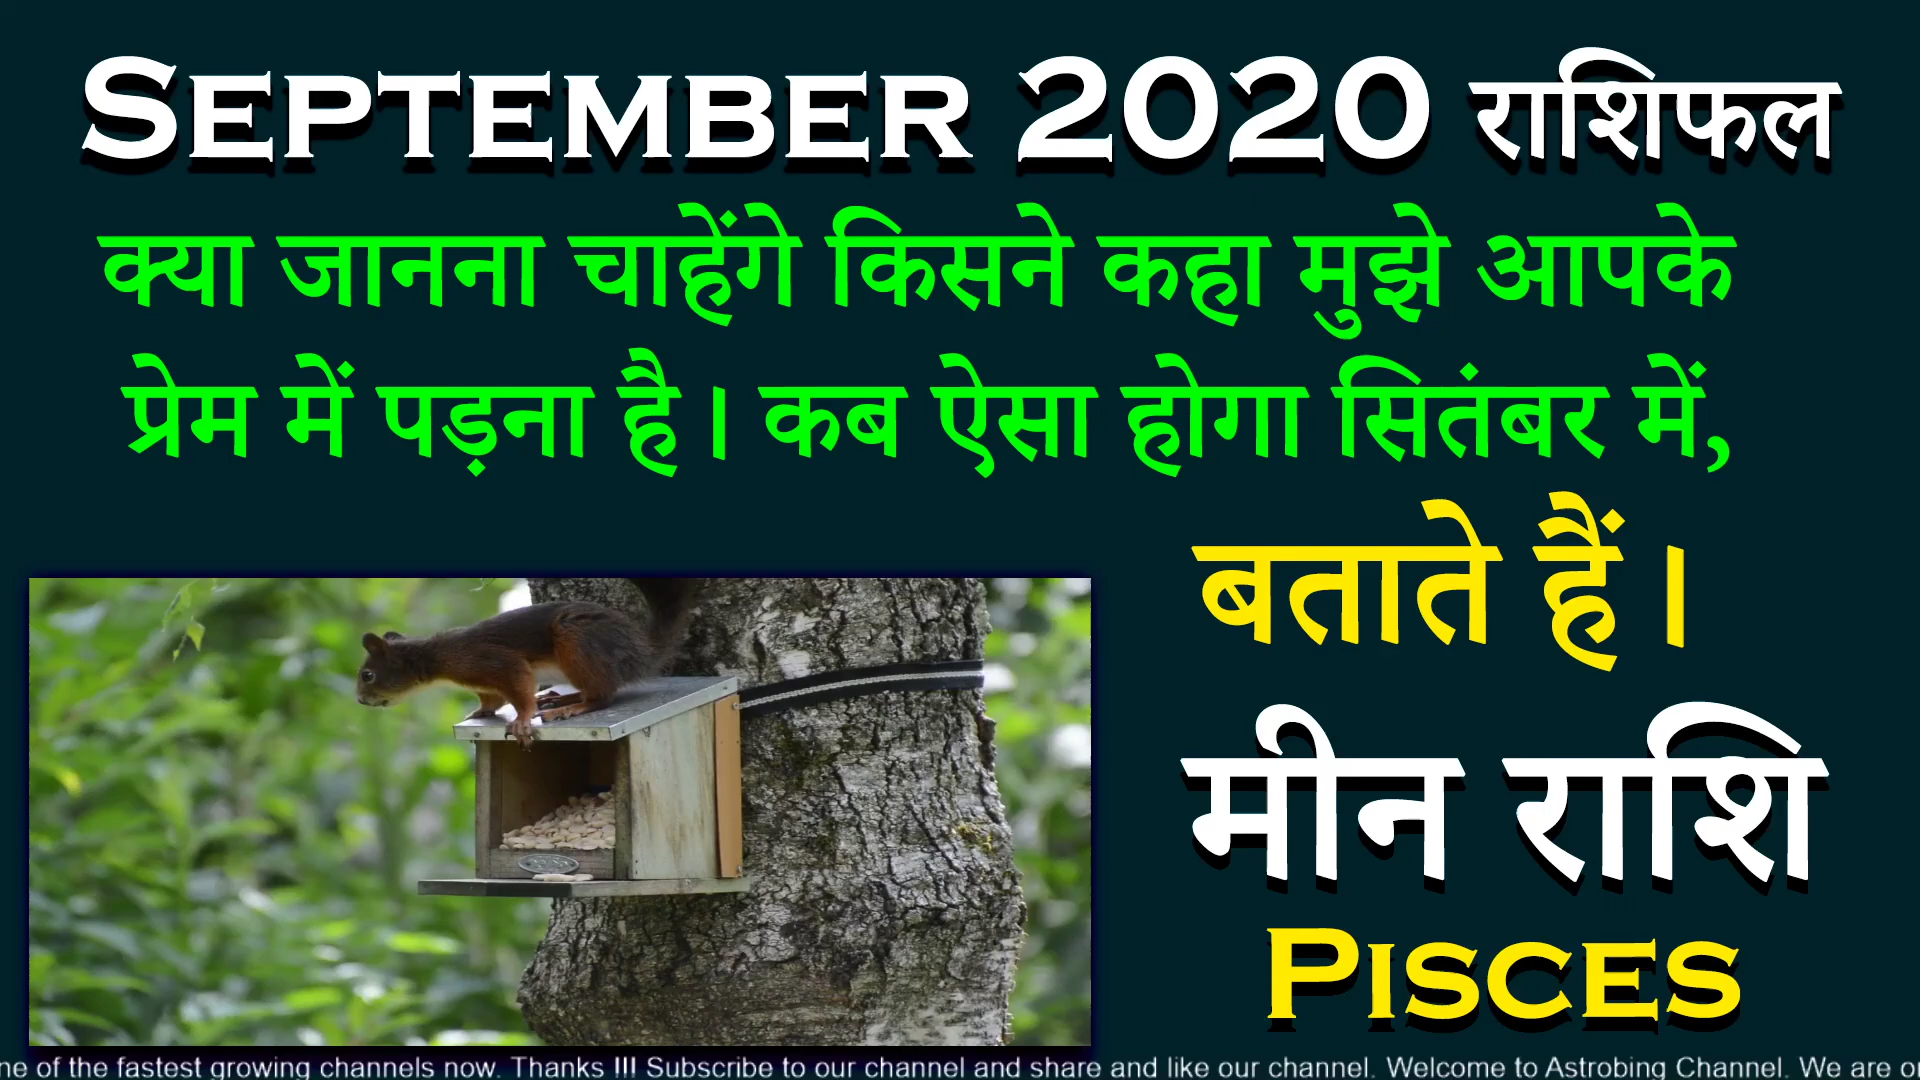 SEPTEMBER 2020 राशिफल
क्या जानना चाहेंगे किसने कहा मुझे आपके
प्रेम में पड़ना है। कब ऐसा होगा सितंबर में,
बताते हैं।
मीन राशि
PISCES
of the fastest growing channels now. Thanks !!! Subscribe to our channel and share and like our channel. Welcome to Astrobing Channel. We are